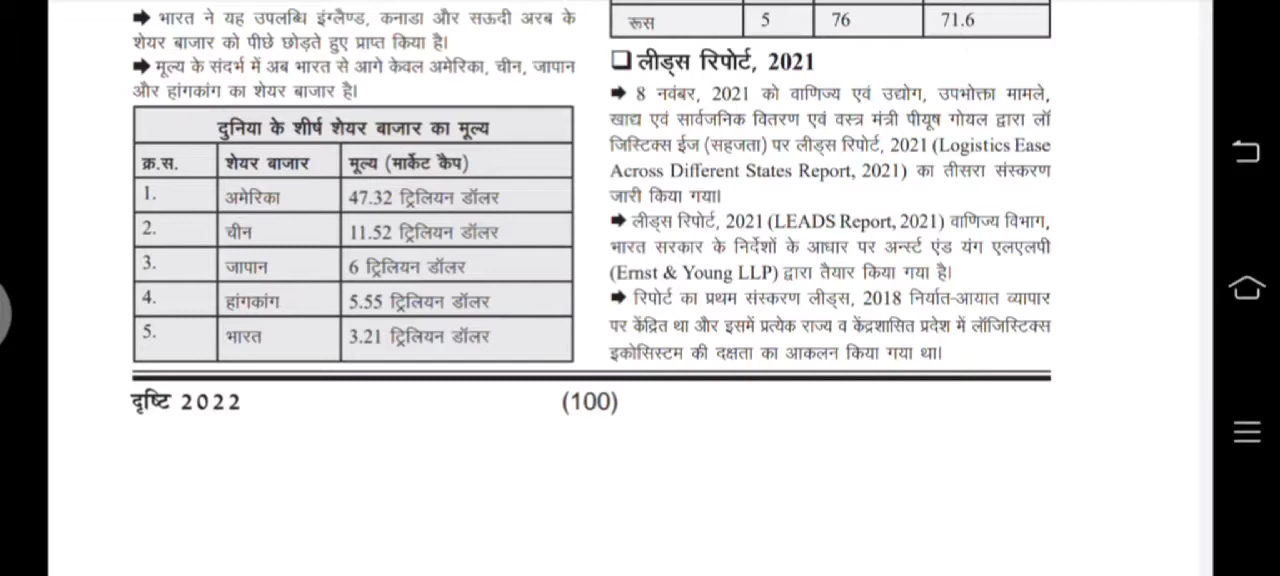 ➡ भारत ने यह उपलब्धि इंग्लैण्ड, कनाडा और सऊदी अरब के
शेयर बाजार को पीछे छोड़ते हुए प्राप्त किया है।
➡ मूल्य के संदर्भ में अब भारत से आगे केवल अमेरिका, चीन, जापान
और हांगकांग का शेयर बाजार है।
दुनिया के शीर्ष शेयर बाजार का मूल्य
क्र.स. शेयर बाजार मूल्य (मार्केट कैप)
1. अमेरिका 47.32 ट्रिलियन डॉलर
2. चीन 11.52 ट्रिलियन डॉलर
3. जापान 6 ट्रिलियन डॉलर
4. हांगकांग 5.55 ट्रिलियन डॉलर
5. भारत 3.21 ट्रिलियन डॉलर
रूस 5 76 71.6
❑ लीड्स रिपोर्ट, 2021
➡ 8 नवंबर, 2021 को वाणिज्य एवं उद्योग, उपभोक्ता मामले,
खाद्य एवं सार्वजनिक वितरण एवं वस्त्र मंत्री पीयूष गोयल द्वारा लॉ
जिस्टिक्स ईज (सहजता) पर लीड्स रिपोर्ट, 2021 (Logistics Ease
Across Different States Report, 2021) का तीसरा संस्करण
जारी किया गया।
➡ लीड्स रिपोर्ट, 2021 (LEADS Report, 2021) वाणिज्य विभाग,
भारत सरकार के निर्देशों के आधार पर अर्न्स्ट एंड यंग एलएलपी
(Ernst & Young LLP) द्वारा तैयार किया गया है।
➡ रिपोर्ट का प्रथम संस्करण लीड्स, 2018 निर्यात-आयात व्यापार
पर केंद्रित था और इसमें प्रत्येक राज्य व केंद्रशासित प्रदेश में लॉजिस्टिक्स
इकोसिस्टम की दक्षता का आकलन किया गया था।
दृष्टि 2022 (100)